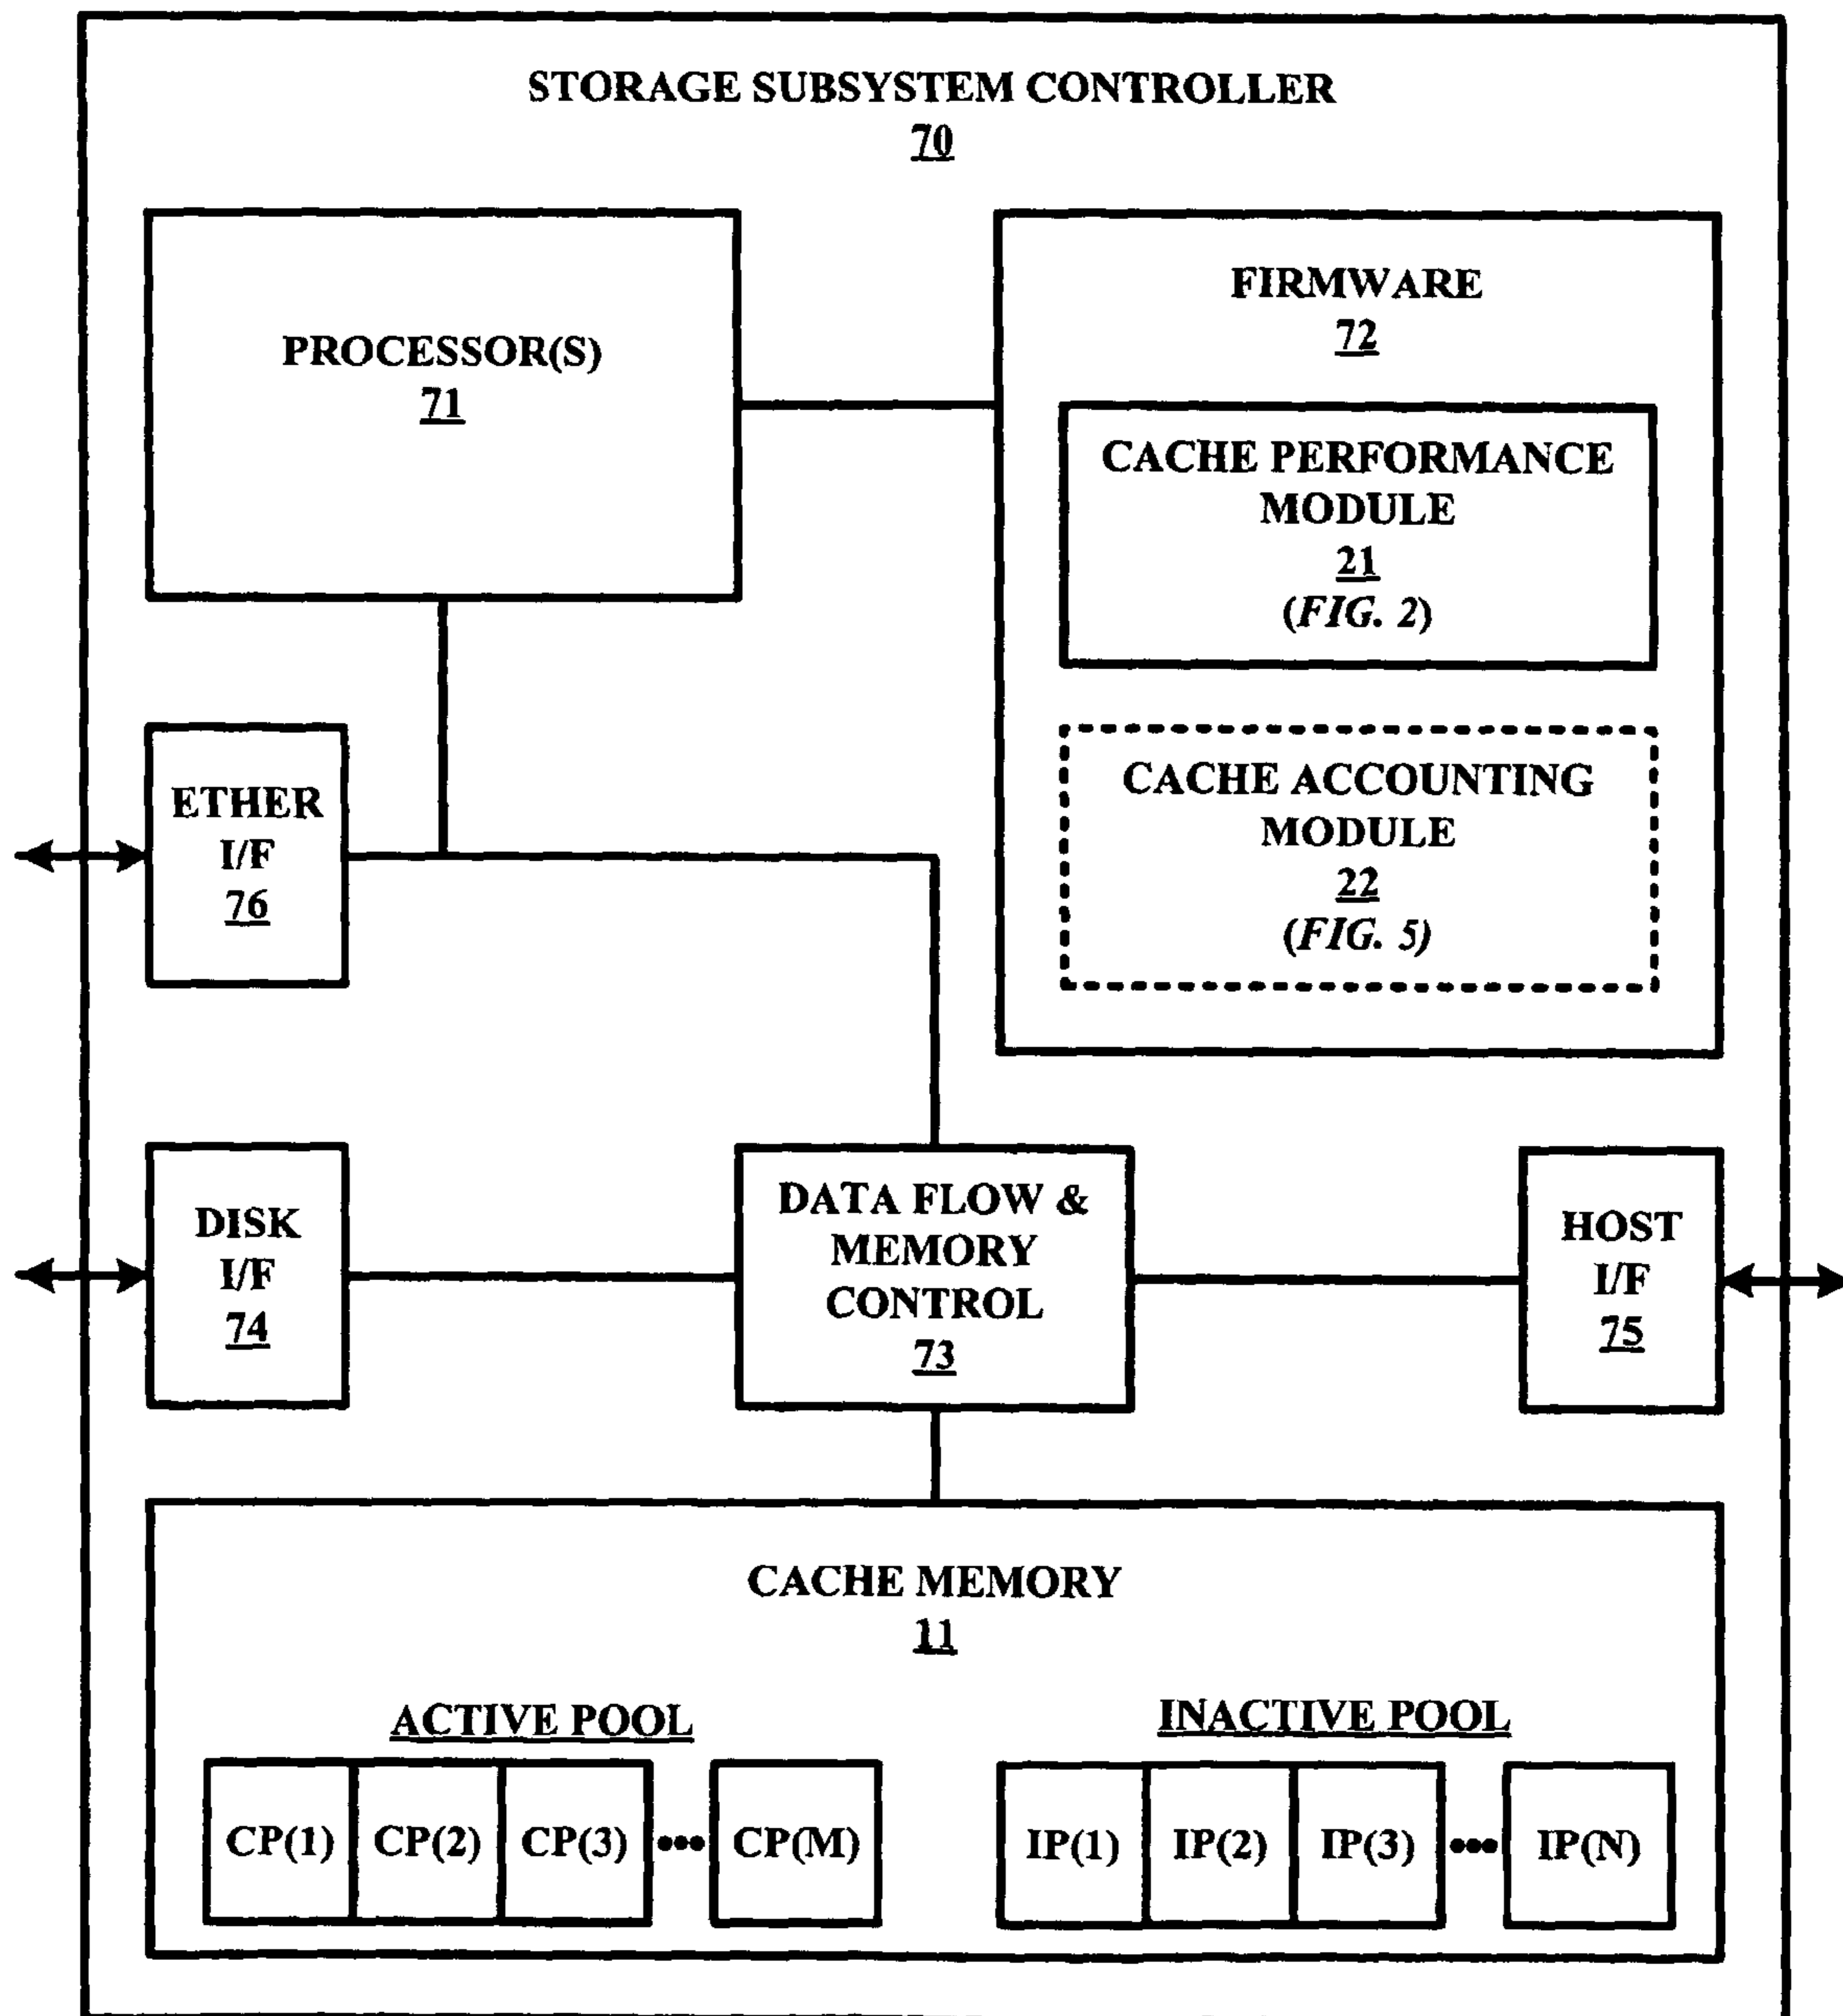 STORAGE SUBSYSTEM CONTROLLER
70
PROCESSOR(S)
71
FIRMWARE
72
CACHE PERFORMANCE
MODULE
21
(FIG. 2)
CACHE ACCOUNTING
MODULE
22
(FIG. 5)
ETHER
I/F
76
DISK
I/F
74
DATA FLOW &
MEMORY
CONTROL
73
HOST
I/F
75
CACHE MEMORY
11
ACTIVE POOL
CP(1) CP(2) CP(3) ••• CP(M)
INACTIVE POOL
IP(1) IP(2) IP(3) ••• IP(N)